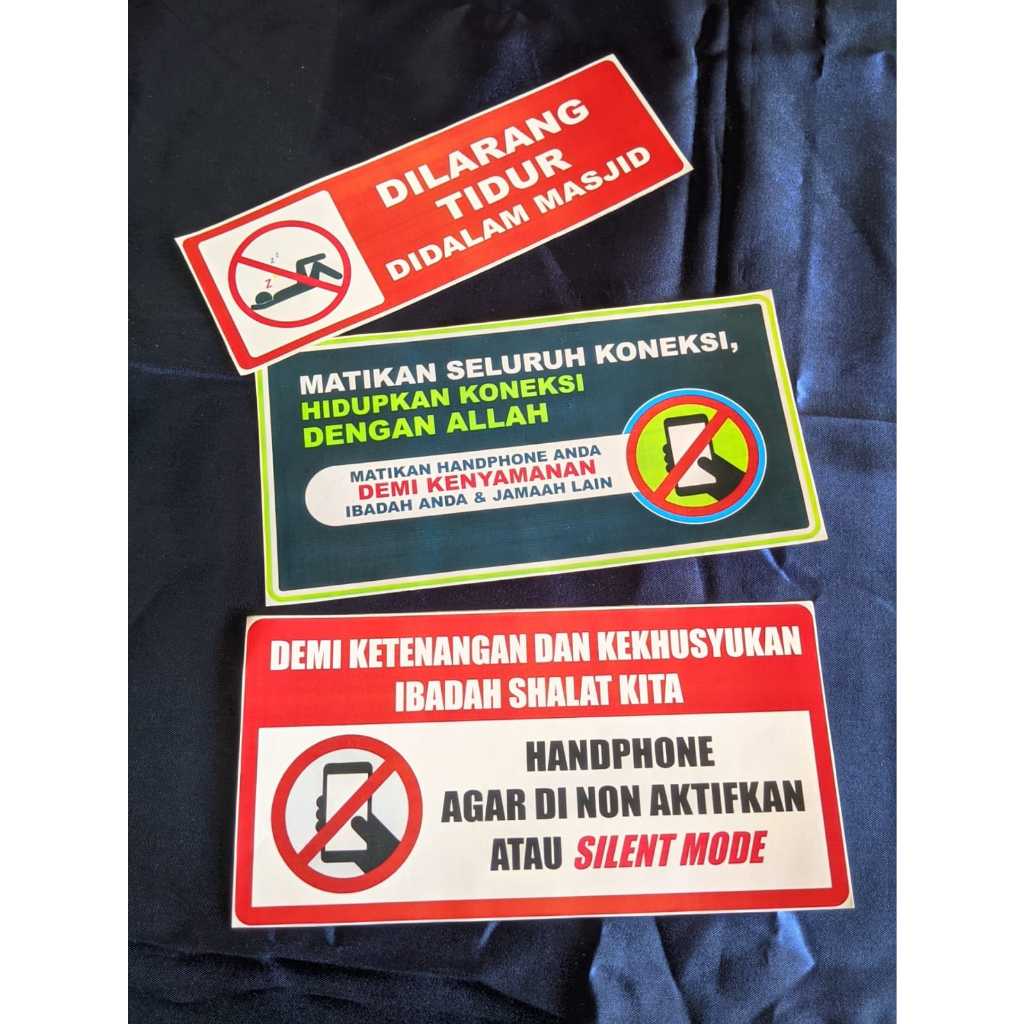 DILARANG
TIDUR
DIDALAM MASJID
z z z
MATIKAN SELURUH KONEKSI,
HIDUPKAN KONEKSI
DENGAN ALLAH
MATIKAN HANDPHONE ANDA
DEMI KENYAMANAN
IBADAH ANDA & JAMAAH LAIN
DEMI KETENANGAN DAN KEKHUSYUKAN
IBADAH SHALAT KITA
HANDPHONE
AGAR DI NON AKTIFKAN
ATAU SILENT MODE